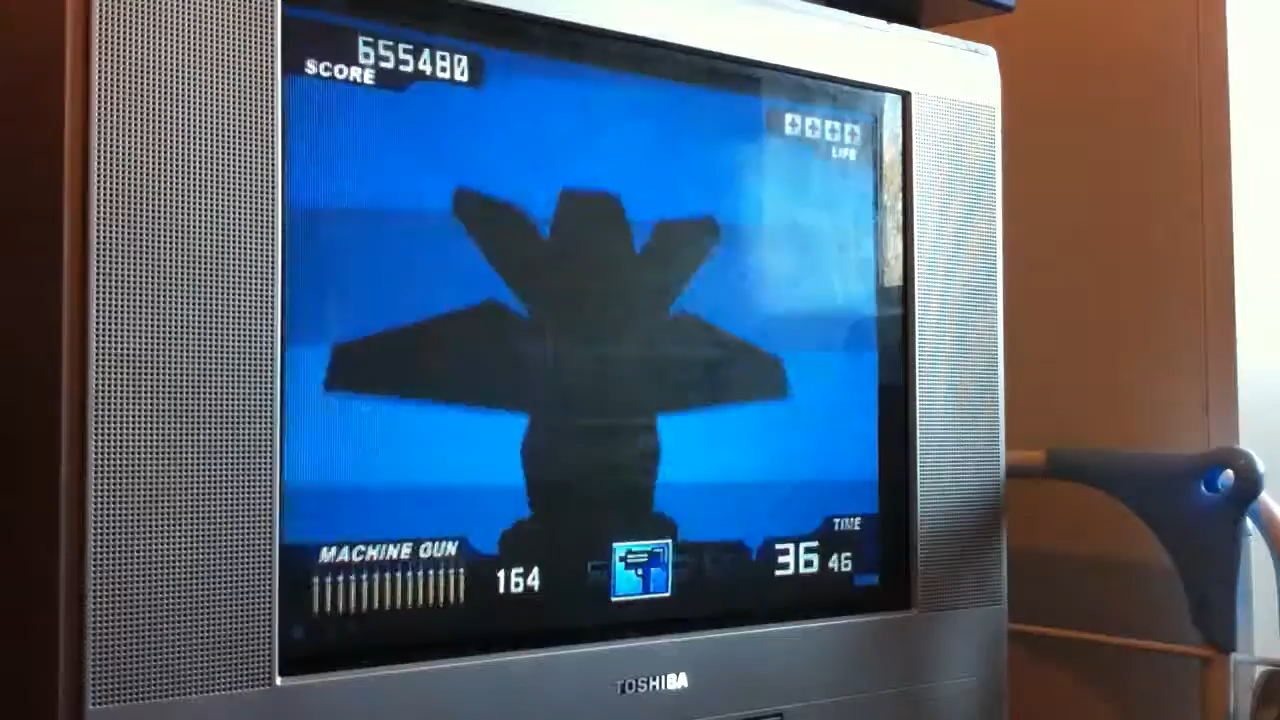 655480
SCORE
LIFE
TIME
MACHINE GUN
36 46
164
TOSHIBA